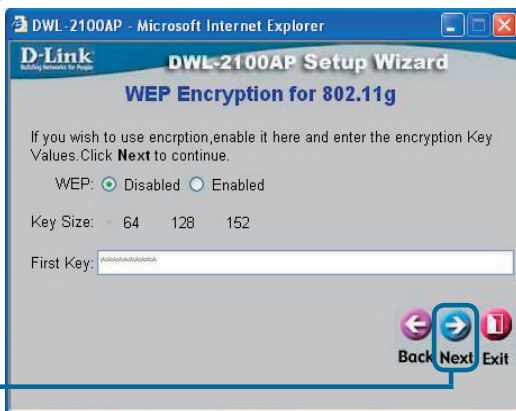 DWL-2100AP - Microsoft Internet Explorer
D-Link
Building Networks for People
DWL-2100AP Setup Wizard
WEP Encryption for 802.11g
If you wish to use encrption,enable it here and enter the encryption Key
Values.Click Next to continue.
WEP: Disabled Enabled
Key Size: 64 128 152
First Key: *************
Back Next Exit